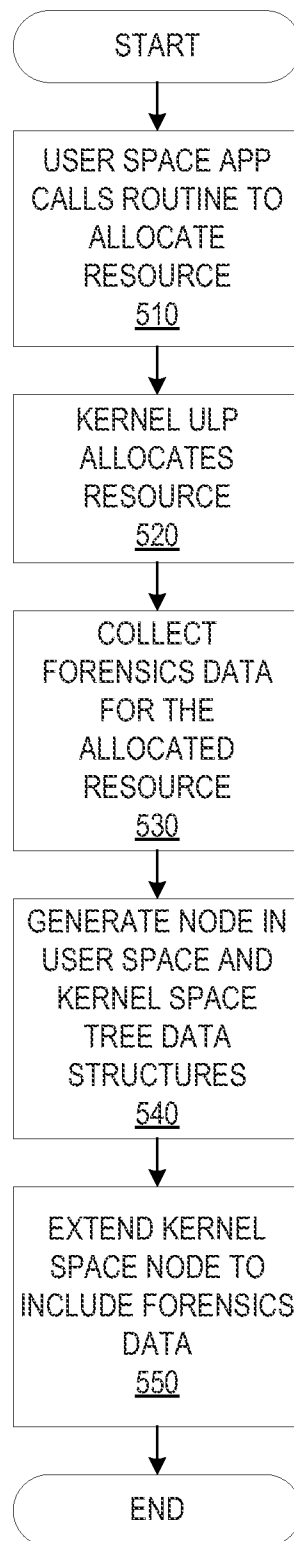 START
USER SPACE APP
CALLS ROUTINE TO
ALLOCATE
RESOURCE
510
KERNEL ULP
ALLOCATES
RESOURCE
520
COLLECT
FORENSICS DATA
FOR THE
ALLOCATED
RESOURCE
530
GENERATE NODE IN
USER SPACE AND
KERNEL SPACE
TREE DATA
STRUCTURES
540
EXTEND KERNEL
SPACE NODE TO
INCLUDE FORENSICS
DATA
550
END